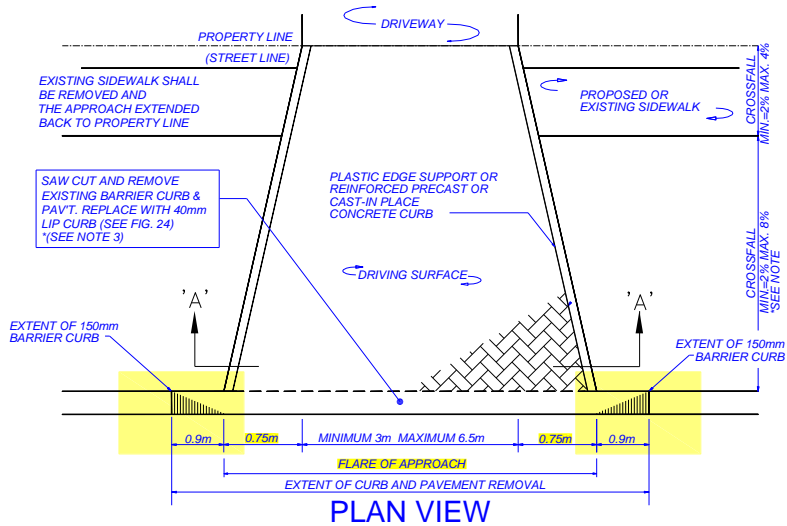 DRIVEWAY
PROPERTY LINE
(STREET LINE)
EXISTING SIDEWALK SHALL
BE REMOVED AND
THE APPROACH EXTENDED
BACK TO PROPERTY LINE
PROPOSED OR
EXISTING SIDEWALK
CROSSFALL
MIN.=2% MAX. 4%
SAW CUT AND REMOVE
EXISTING BARRIER CURB &
PAV'T. REPLACE WITH 40mm
LIP CURB (SEE FIG. 24)
*(SEE NOTE 3)
PLASTIC EDGE SUPPORT OR
REINFORCED PRECAST OR
CAST-IN PLACE
CONCRETE CURB
CROSSFALL
MIN.=2% MAX. 8%
*SEE NOTE
DRIVING SURFACE
'A'
'A'
EXTENT OF 150mm
BARRIER CURB
EXTENT OF 150mm
BARRIER CURB
0.9m
0.75m
MINIMUM 3m MAXIMUM 6.5m
0.75m
0.9m
FLARE OF APPROACH
EXTENT OF CURB AND PAVEMENT REMOVAL
PLAN VIEW